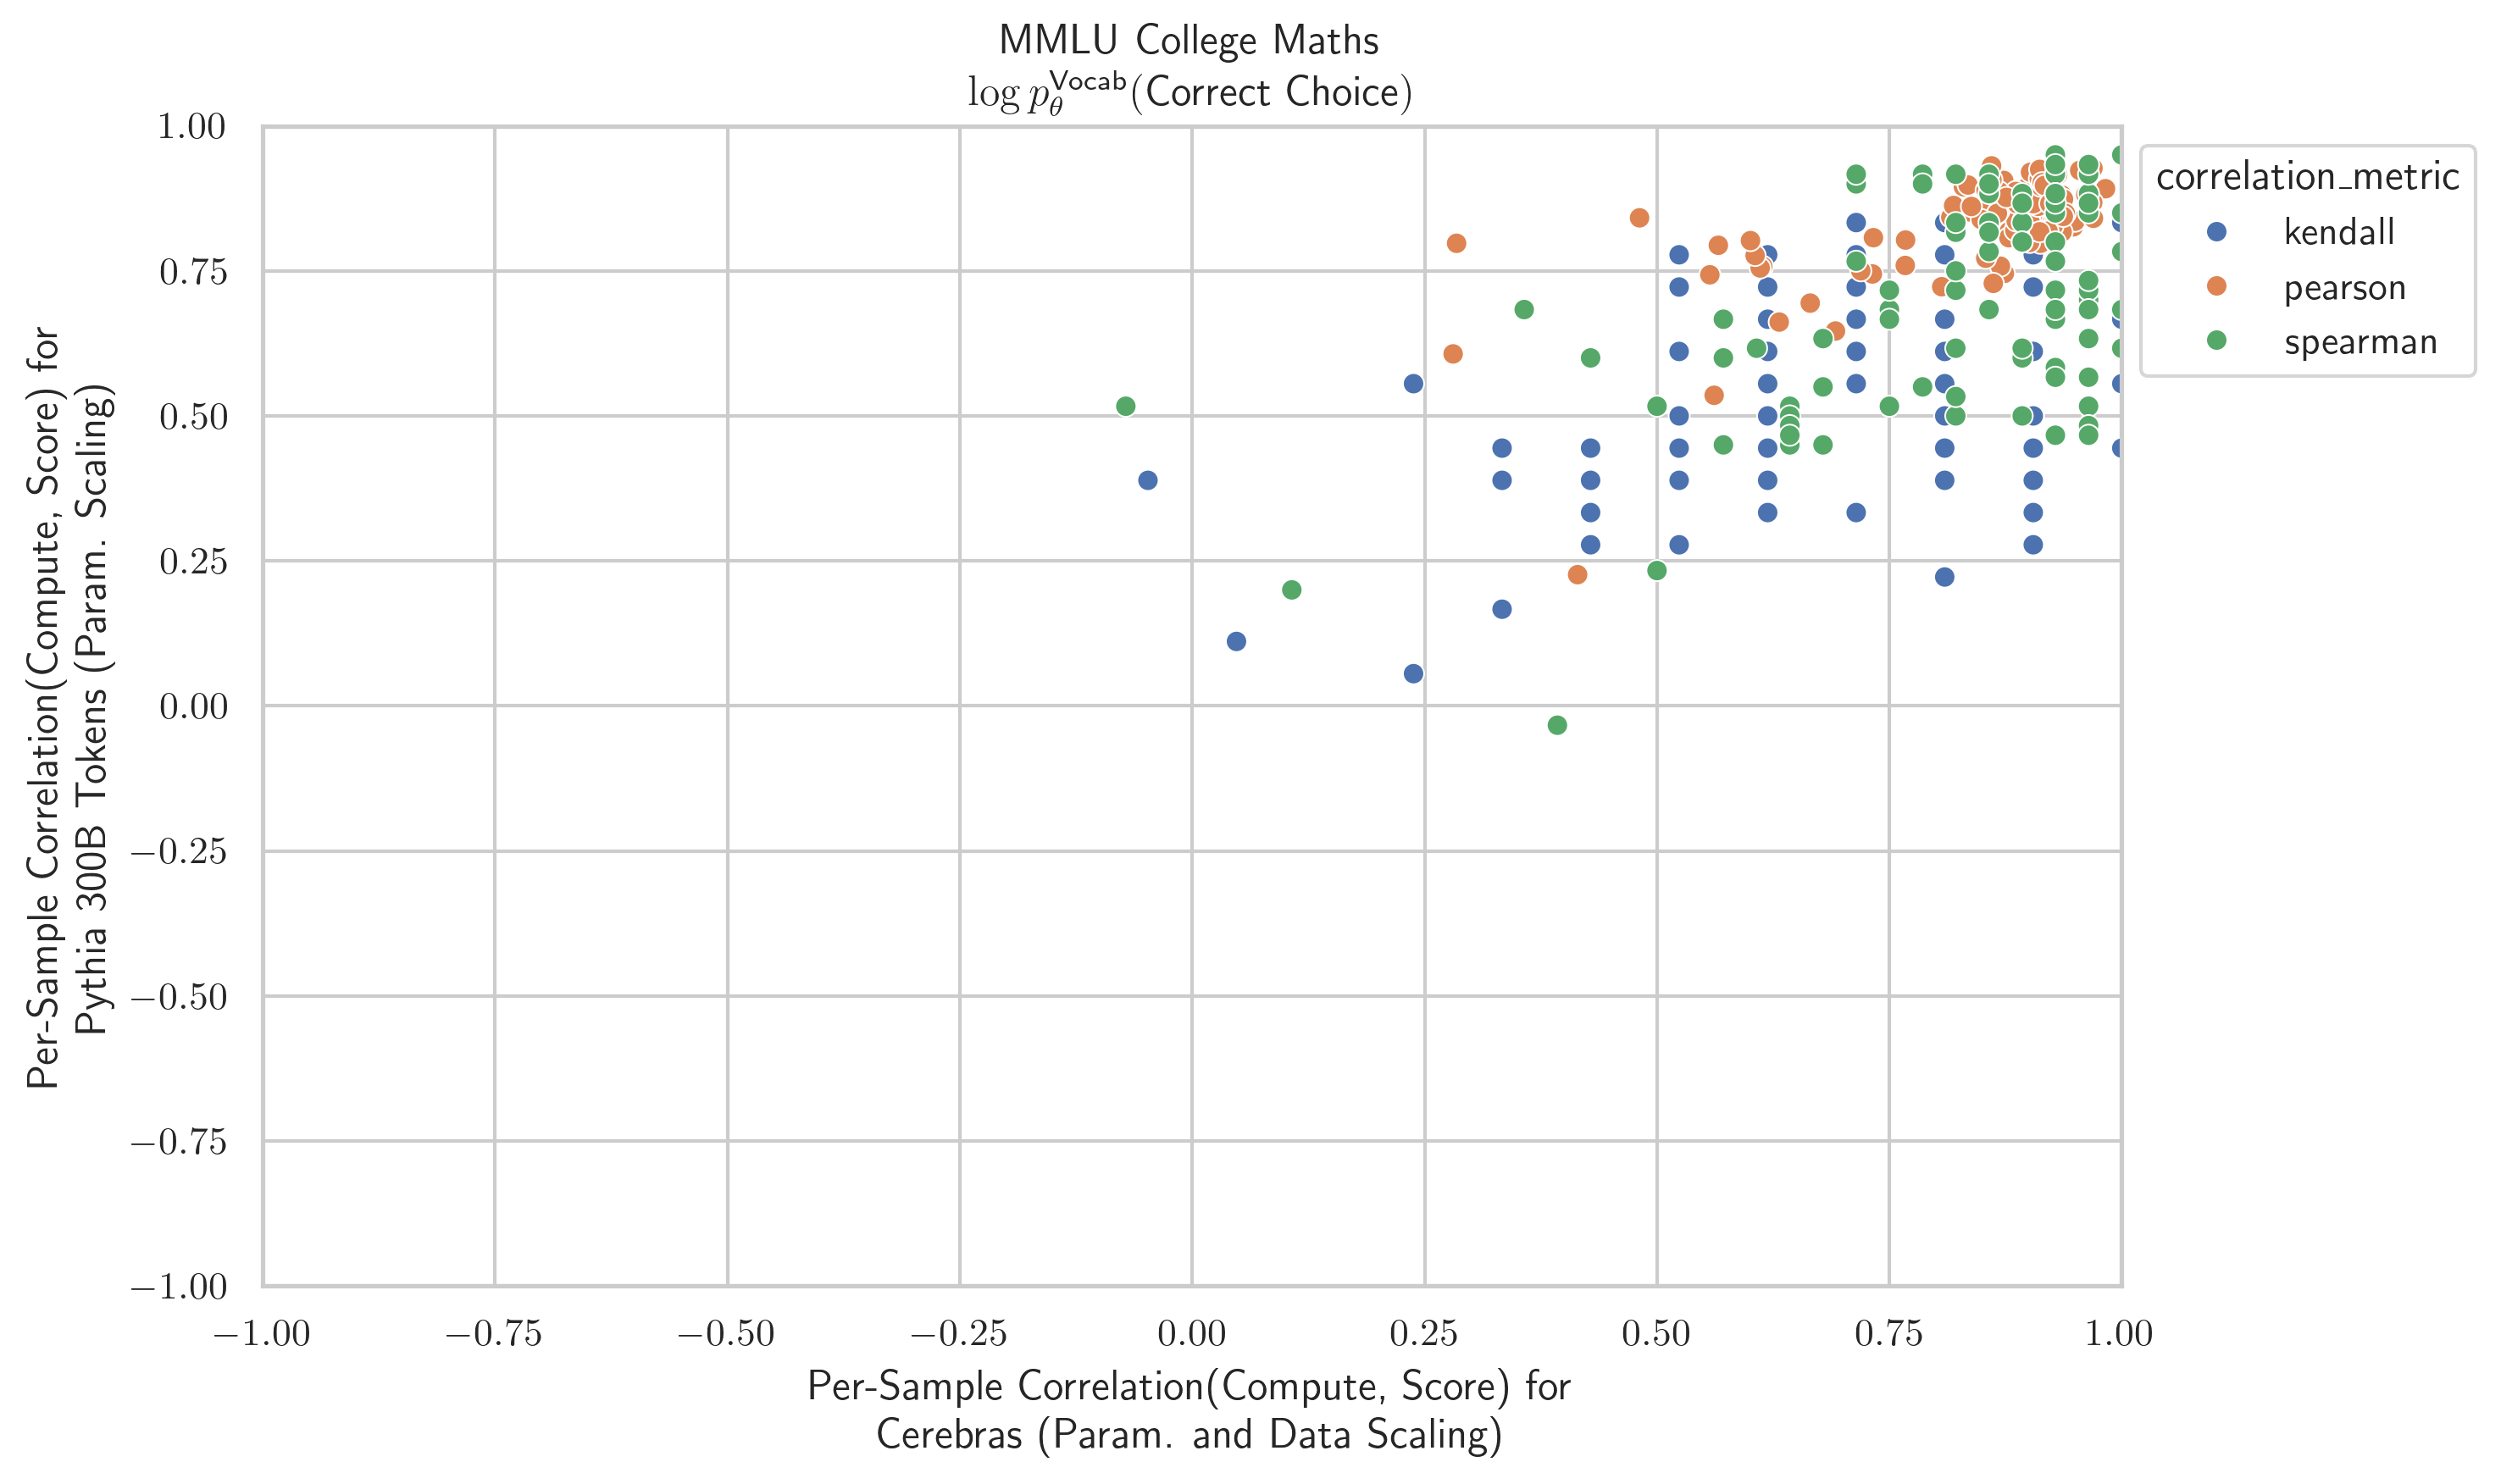 MMLU College Maths
log p_θ^Vocab(Correct Choice)
Per-Sample Correlation(Compute, Score) for
Pythia 300B Tokens (Param. Scaling)
1.00
0.75
0.50
0.25
0.00
−0.25
−0.50
−0.75
−1.00
correlation_metric
kendall
pearson
spearman
−1.00 −0.75 −0.50 −0.25 0.00 0.25 0.50 0.75 1.00
Per-Sample Correlation(Compute, Score) for
Cerebras (Param. and Data Scaling)